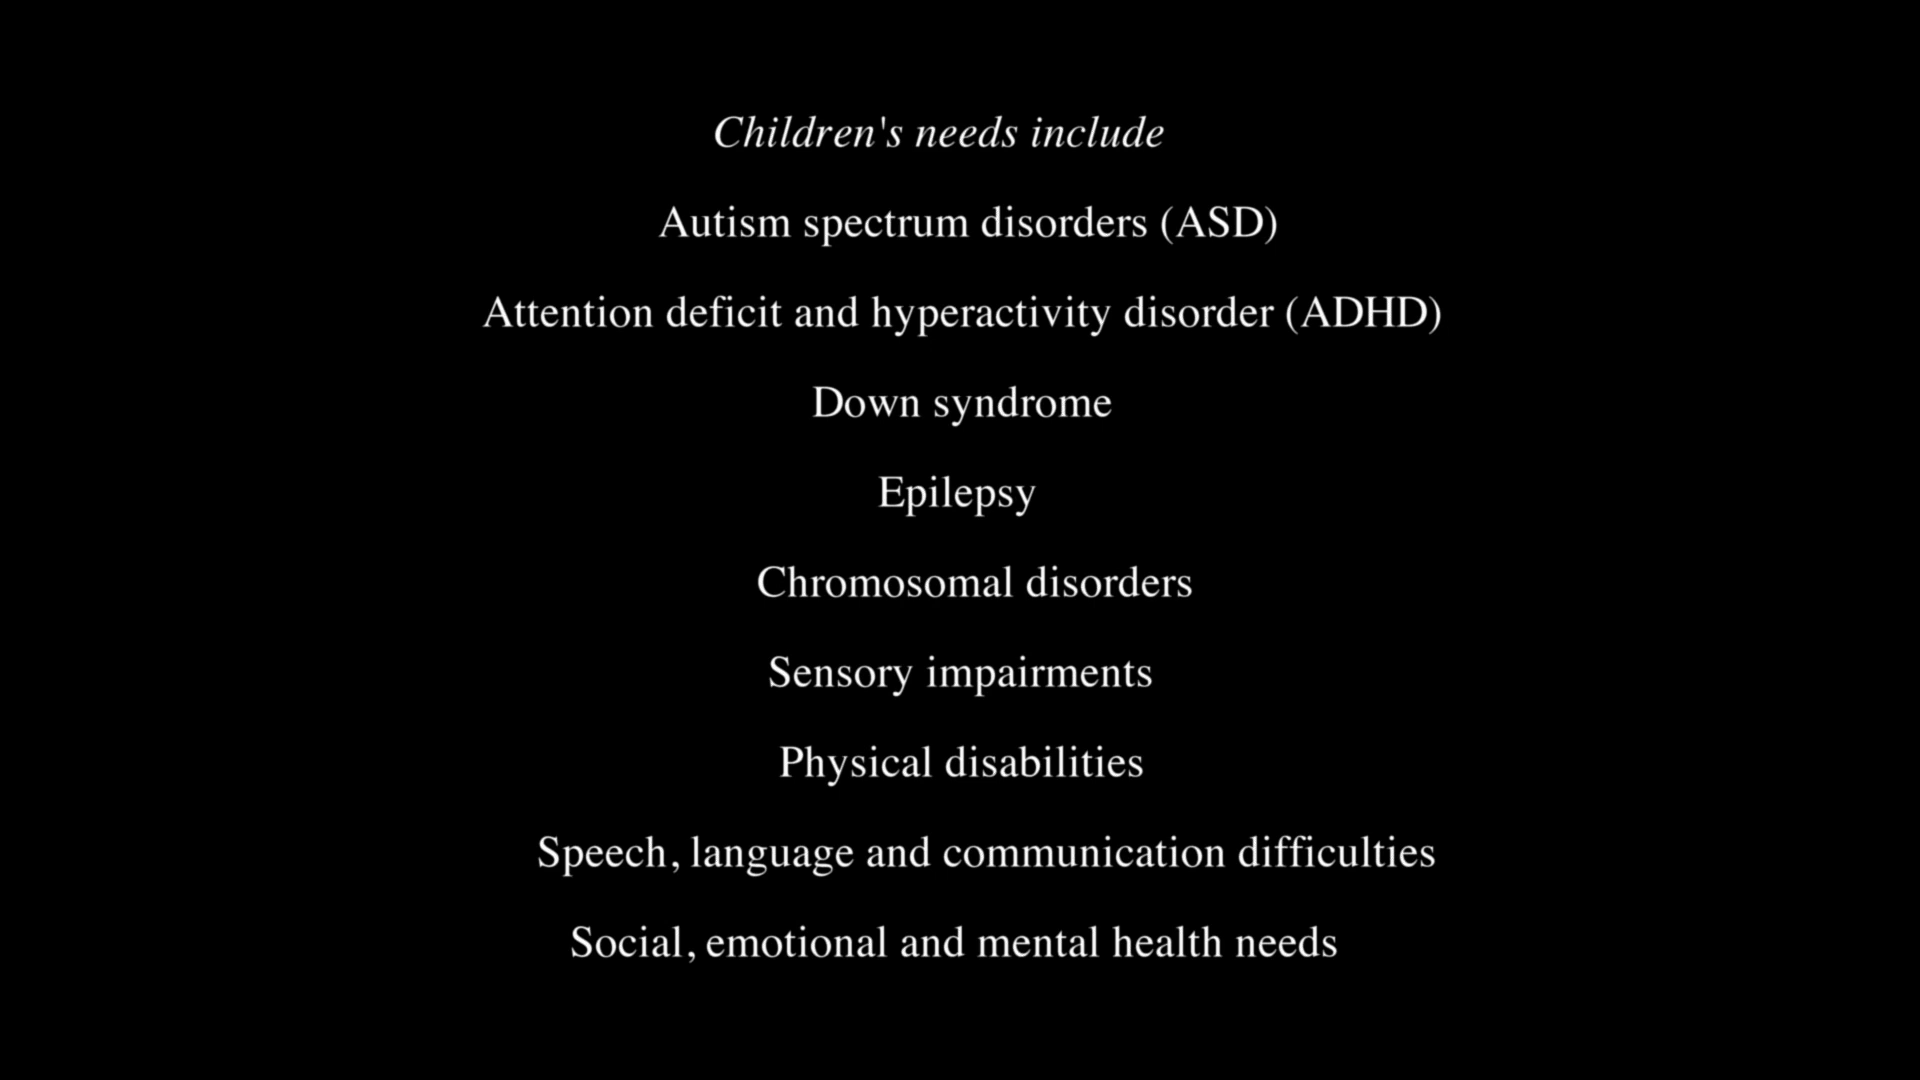 Children's needs include
Autism spectrum disorders (ASD)
Attention deficit and hyperactivity disorder (ADHD)
Down syndrome
Epilepsy
Chromosomal disorders
Sensory impairments
Physical disabilities
Speech, language and communication difficulties
Social, emotional and mental health needs